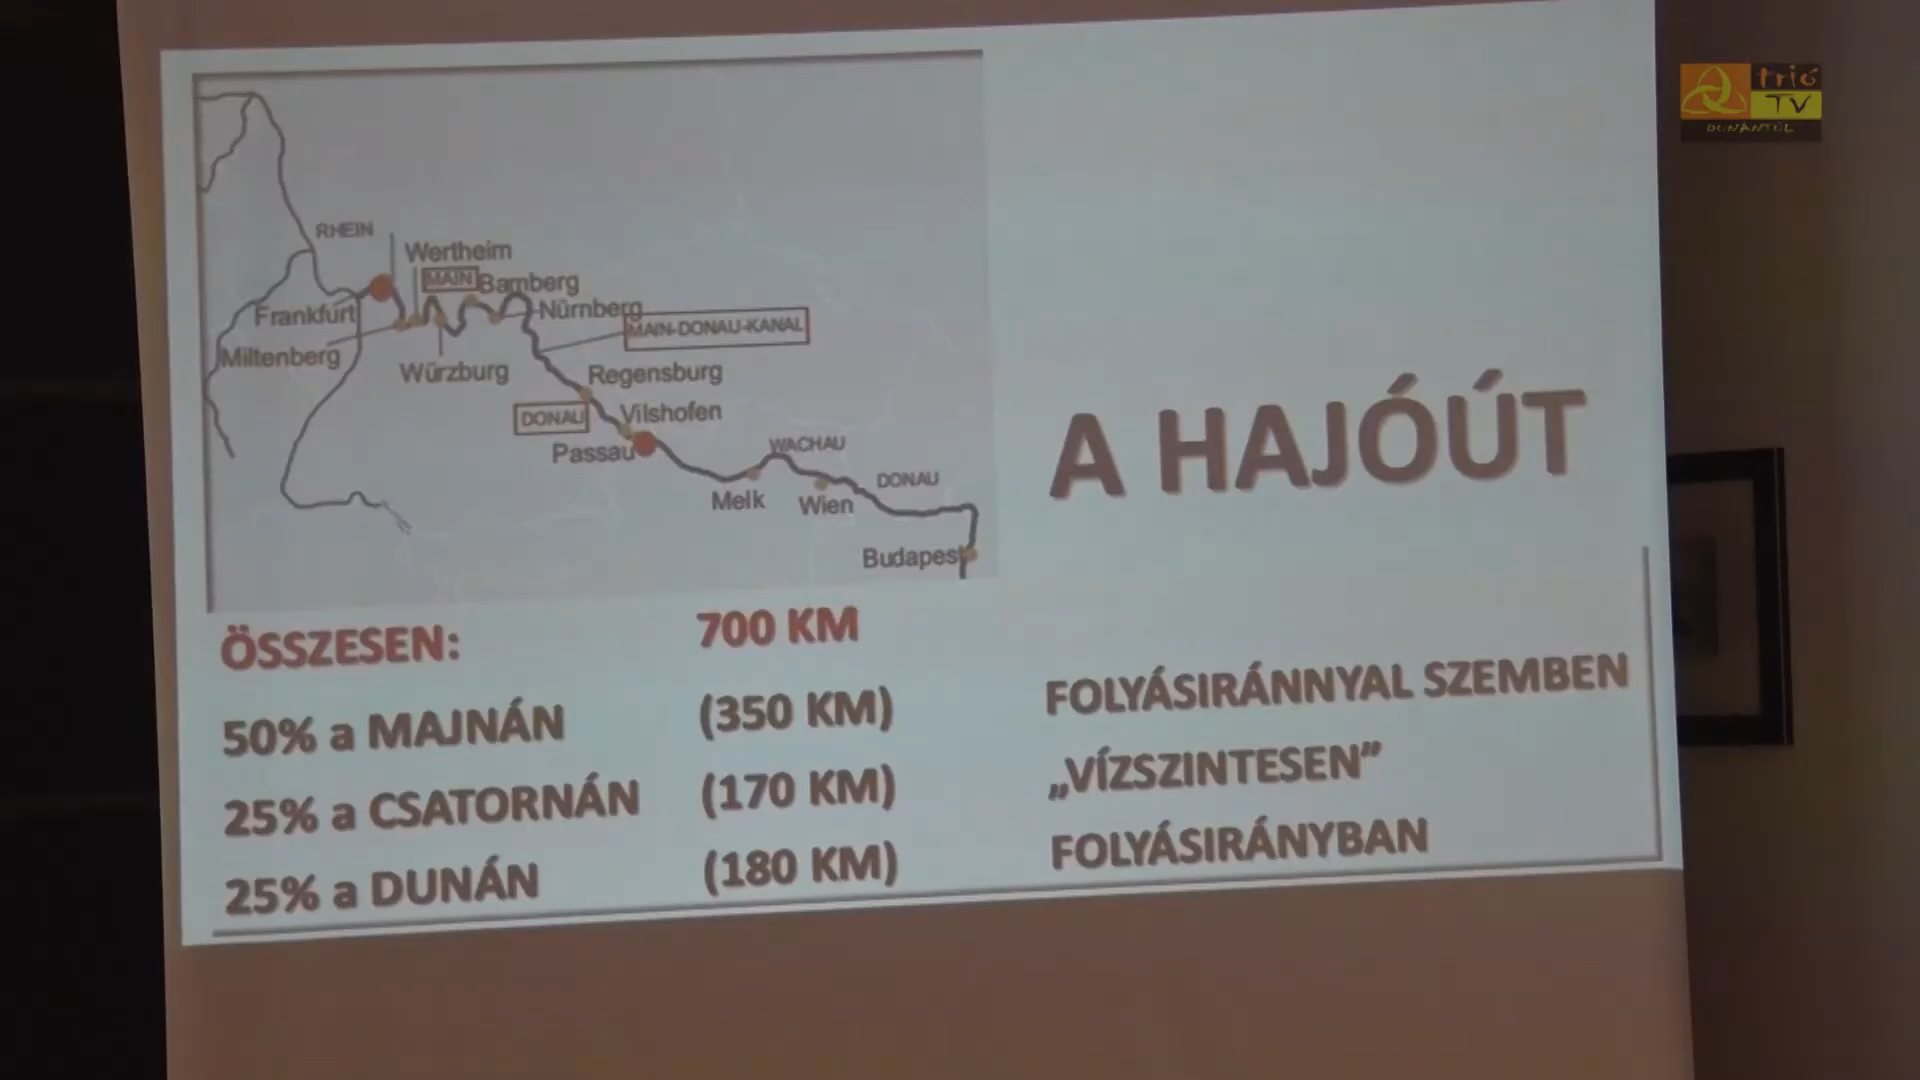 trió
TV
DUNÁNTÚL
RHEIN
Wertheim
MAIN
Bamberg
Frankfurt
Nürnberg
MAIN-DONAU-KANAL
Miltenberg
Würzburg
Regensburg
DONAU
Vilshofen
Passau
WACHAU
Melk
Wien
DONAU
Budapest
A HAJÓÚT
ÖSSZESEN: 700 KM
50% a MAJNÁN (350 KM) FOLYÁSIRÁNNYAL SZEMBEN
25% a CSATORNÁN (170 KM) „VÍZSZINTESEN”
25% a DUNÁN (180 KM) FOLYÁSIRÁNYBAN